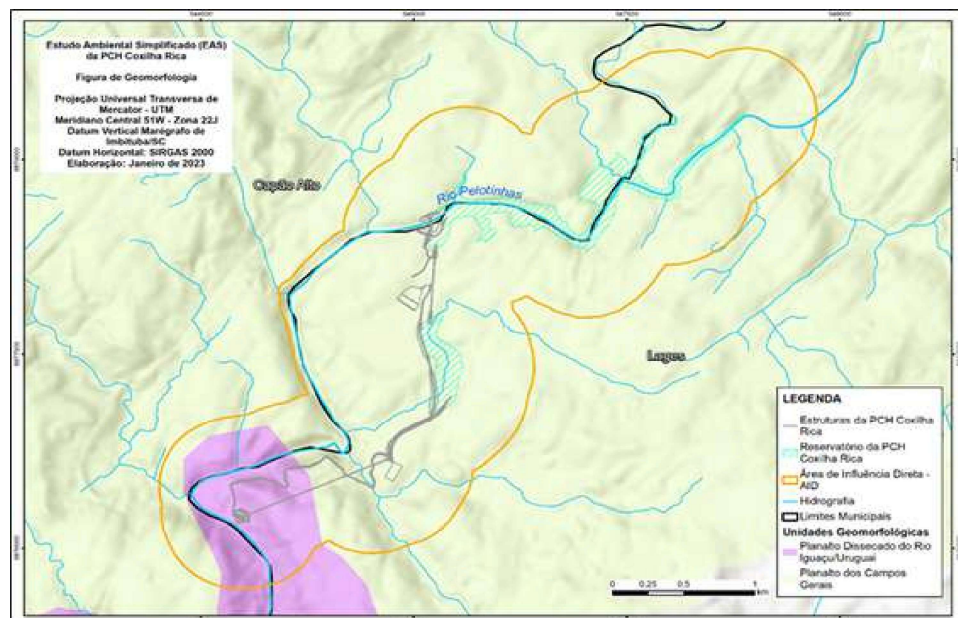 Estudo Ambiental Simplificado (EAS)
da PCH Coxilha Rica
Figura de Geomorfologia
Projeção Universal Transversa de
Mercator - UTM
Meridiano Central 51W - Zona 22J
Datum Vertical Marégrafo de
Imbituba/SC
Datum Horizontal: SIRGAS 2000
Elaboração: Janeiro de 2023
Capão Alto
Rio Pelotinhas
Lages
LEGENDA
Estruturas da PCH Coxilha
Rica
Reservatório da PCH
Coxilha Rica
Área de Influência Direta -
AID
Hidrografia
Limites Municipais
Unidades Geomorfológicas
Planalto Dissecado do Rio
Iguaçu/Uruguai
Planalto dos Campos
Gerais
0 0.25 0.5 1
km